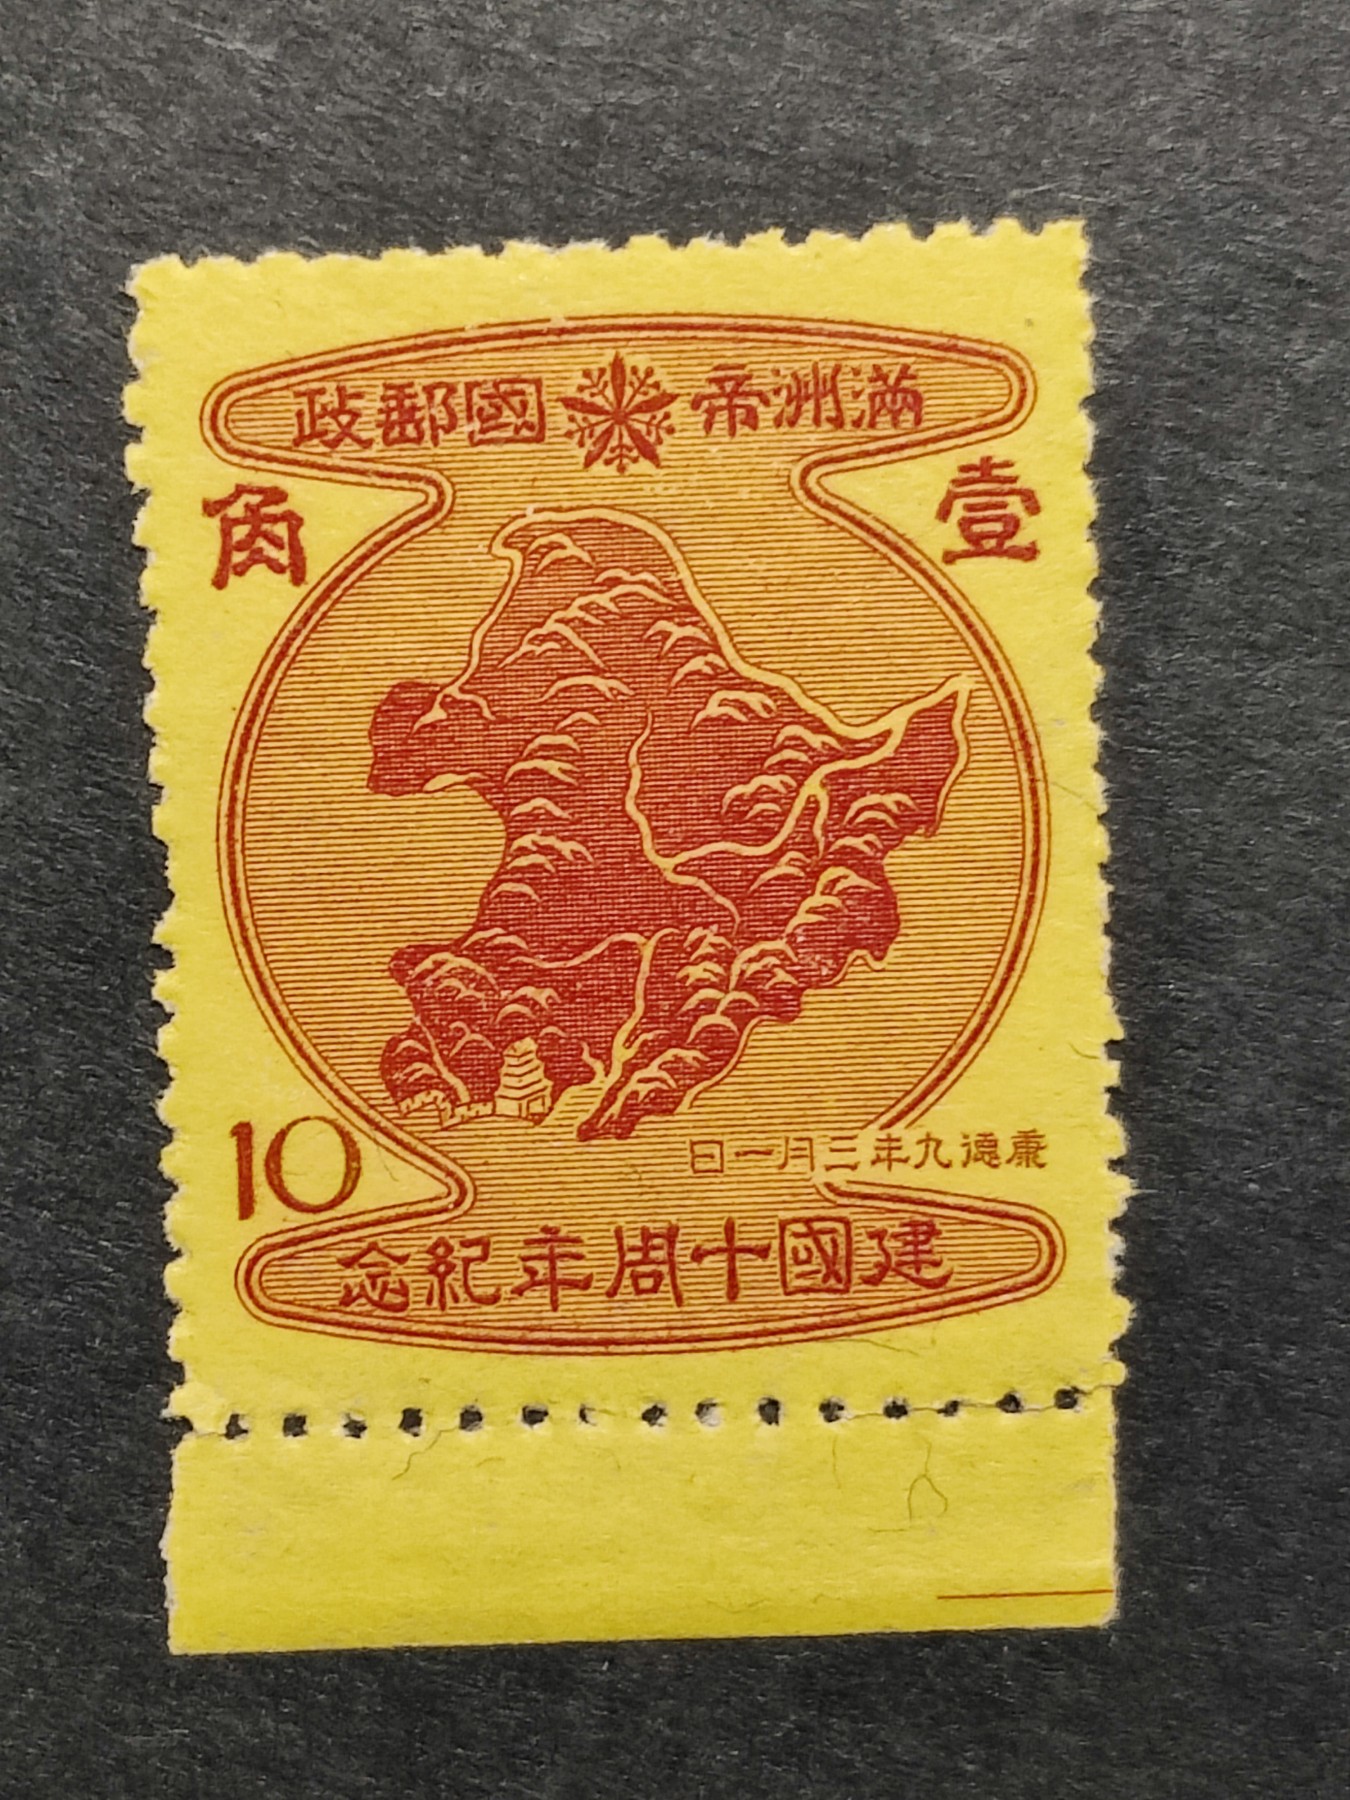 滿洲帝國郵政
壹角
康德九年三月一日
10
建國十周年紀念